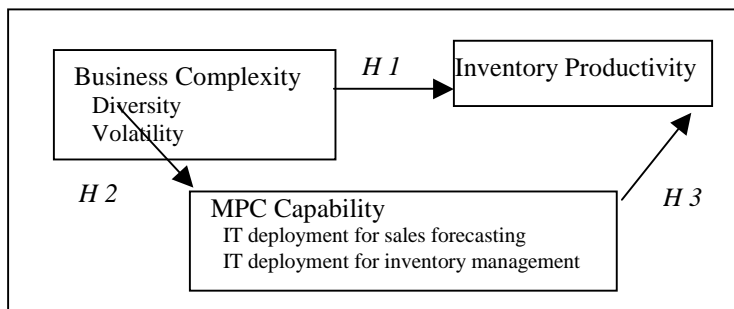 Business Complexity
Diversity
Volatility
H 1
Inventory Productivity
H 2
MPC Capability
IT deployment for sales forecasting
IT deployment for inventory management
H 3